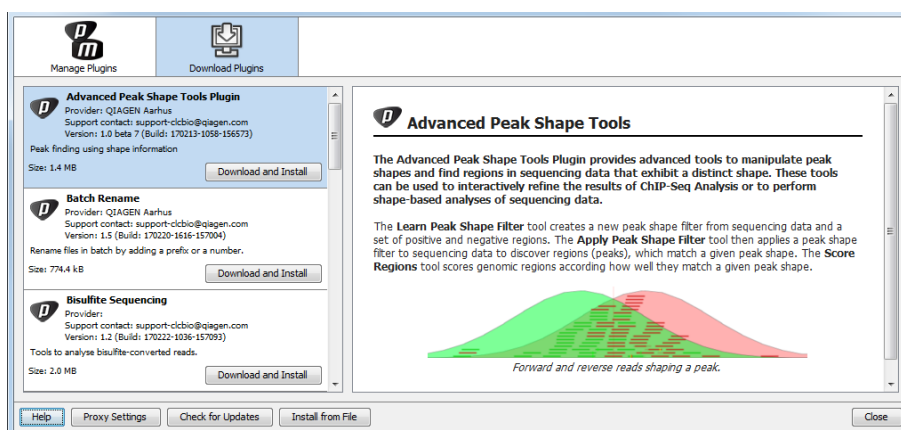 Manage Plugins
Download Plugins
Advanced Peak Shape Tools Plugin
Provider: QIAGEN Aarhus
Support contact: support-clcbio@qiagen.com
Version: 1.0 beta 7 (Build: 170213-1058-156573)
Peak finding using shape information
Size: 1.4 MB
Download and Install
Batch Rename
Provider: QIAGEN Aarhus
Support contact: support-clcbio@qiagen.com
Version: 1.5 (Build: 170220-1616-157004)
Rename files in batch by adding a prefix or a number.
Size: 774.4 kB
Download and Install
Bisulfite Sequencing
Provider:
Support contact: support-clcbio@qiagen.com
Version: 1.2 (Build: 170222-1036-157093)
Tools to analyse bisulfite-converted reads.
Size: 2.0 MB
Download and Install
Advanced Peak Shape Tools
The Advanced Peak Shape Tools Plugin provides advanced tools to manipulate peak
shapes and find regions in sequencing data that exhibit a distinct shape. These tools
can be used to interactively refine the results of ChIP-Seq Analysis or to perform
shape-based analyses of sequencing data.
The Learn Peak Shape Filter tool creates a new peak shape filter from sequencing data and a
set of positive and negative regions. The Apply Peak Shape Filter tool then applies a peak shape
filter to sequencing data to discover regions (peaks), which match a given peak shape. The Score
Regions tool scores genomic regions according how well they match a given peak shape.
Forward and reverse reads shaping a peak.
Help
Proxy Settings
Check for Updates
Install from File
Close